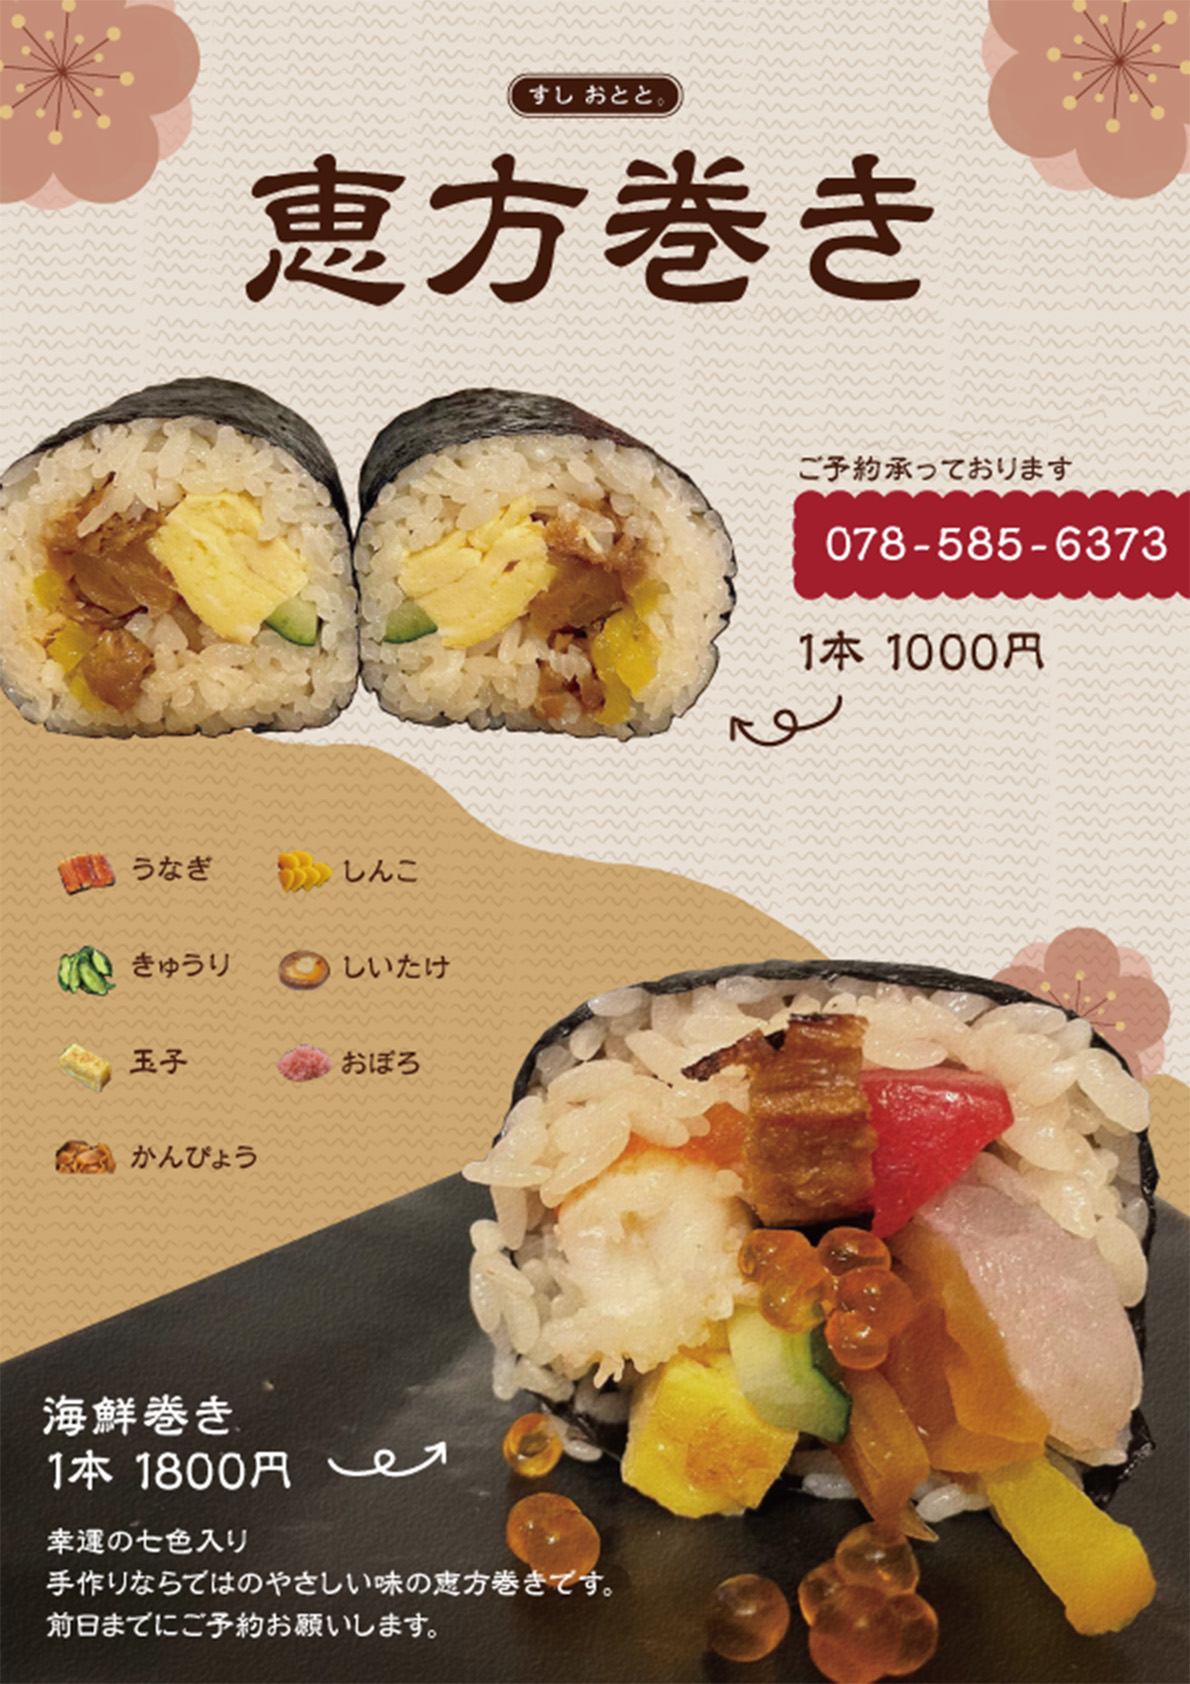 すし おとと。
恵方巻き
ご予約承っております
078-585-6373
1本 1000円
うなぎ
しんこ
きゅうり
しいたけ
玉子
おぼろ
かんぴょう
海鮮巻き
1本 1800円
幸運の七色入り
手作りならではのやさしい味の恵方巻きです。
前日までにご予約お願いします。